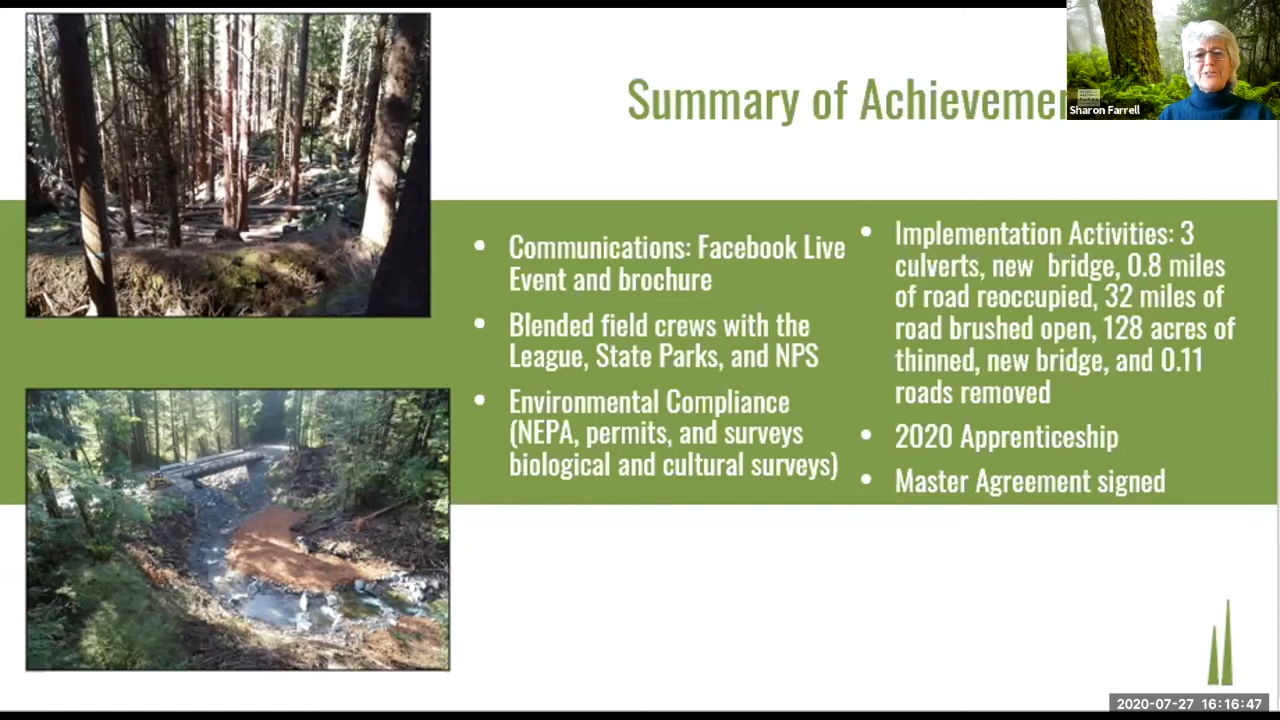 Summary of Achievemen
Sharon Farrell
• Communications: Facebook Live
Event and brochure
• Blended field crews with the
League, State Parks, and NPS
• Environmental Compliance
(NEPA, permits, and surveys
biological and cultural surveys)
• Implementation Activities: 3
culverts, new bridge, 0.8 miles
of road reoccupied, 32 miles of
road brushed open, 128 acres of
thinned, new bridge, and 0.11
roads removed
• 2020 Apprenticeship
• Master Agreement signed
2020-07-27 16:16:47